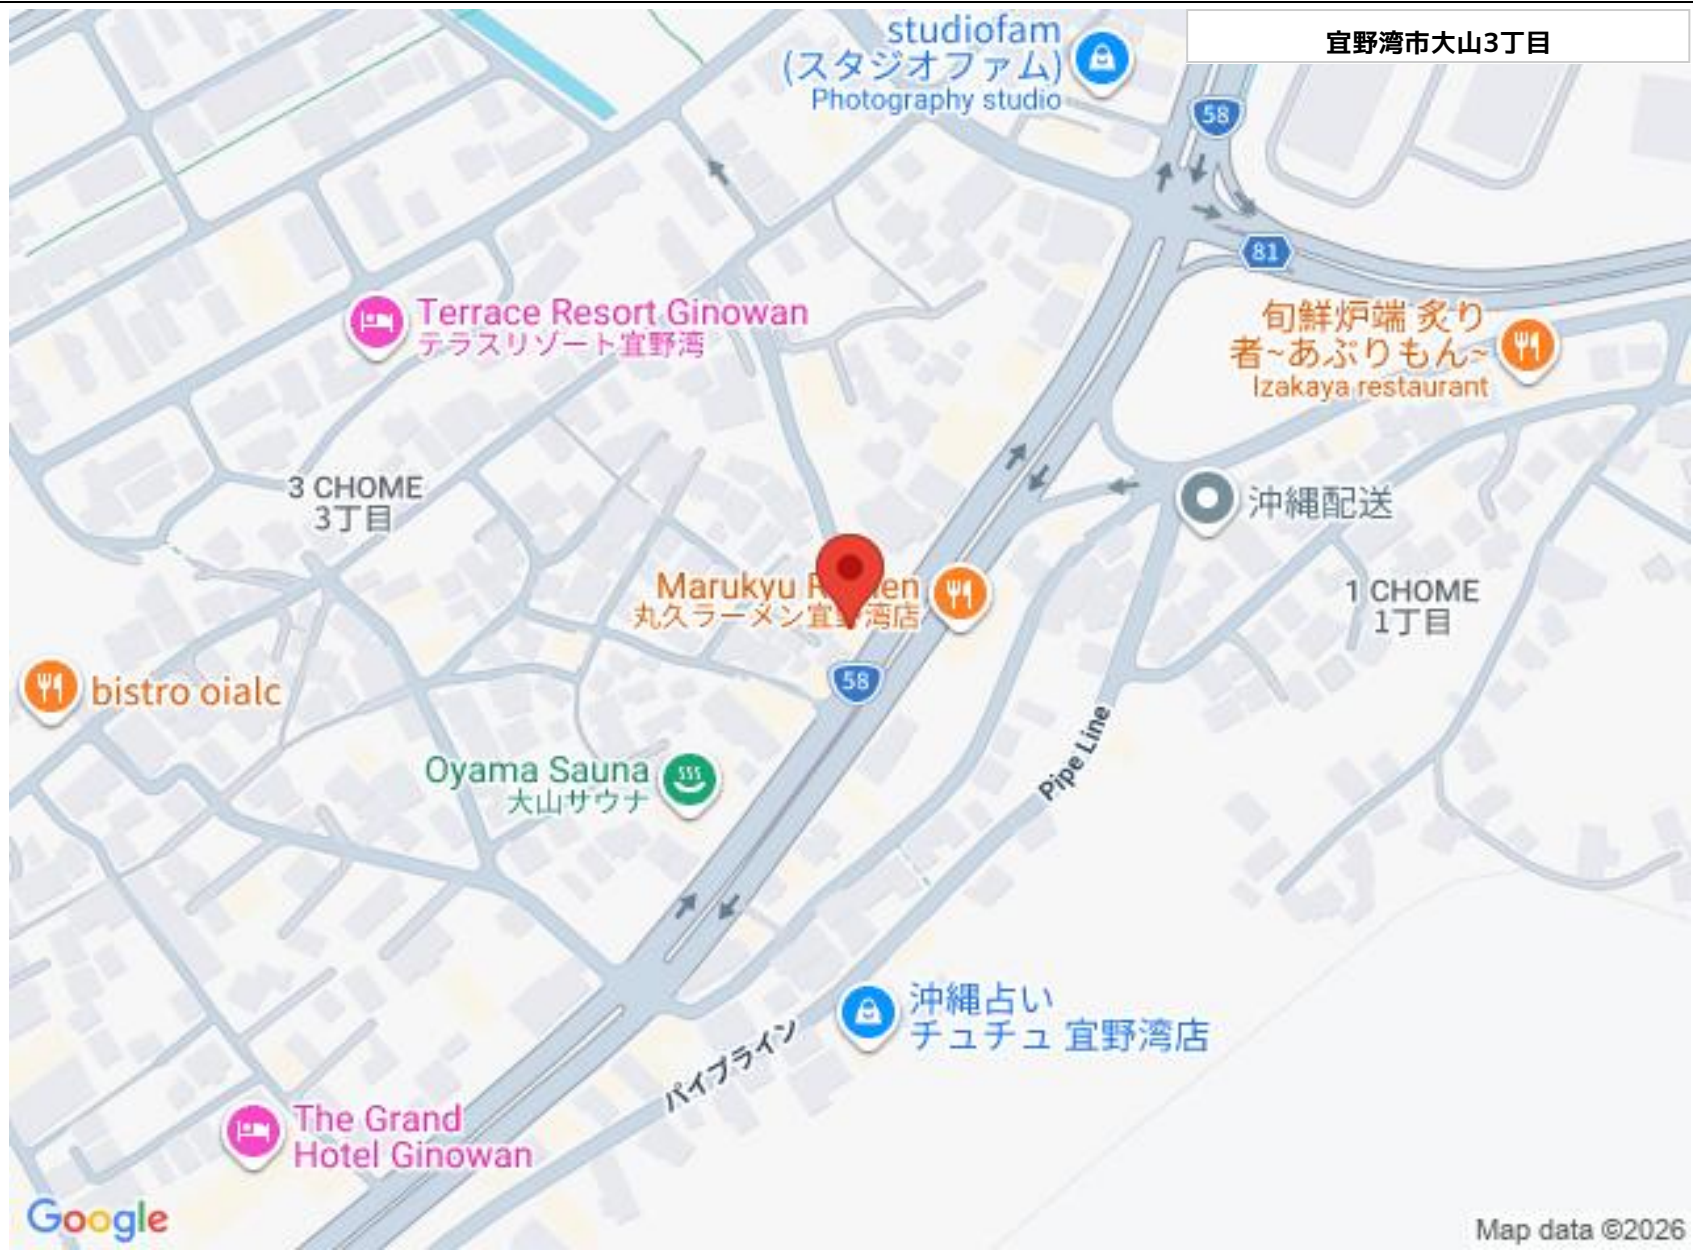 studiofam
(スタジオファム)
Photography studio
宜野湾市大山3丁目
58
81
Terrace Resort Ginowan
テラスリゾート宜野湾
旬鮮炉端 炙り
者~あぶりもん~
Izakaya restaurant
3 CHOME
3丁目
沖縄配送
Marukyu
丸久ラーメン宜野湾店
1 CHOME
1丁目
58
bistro oialc
Pipe Line
Oyama Sauna
大山サウナ
沖縄占い
チュチュ 宜野湾店
パイプライン
The Grand
Hotel Ginowan
Google
Map data ©2026